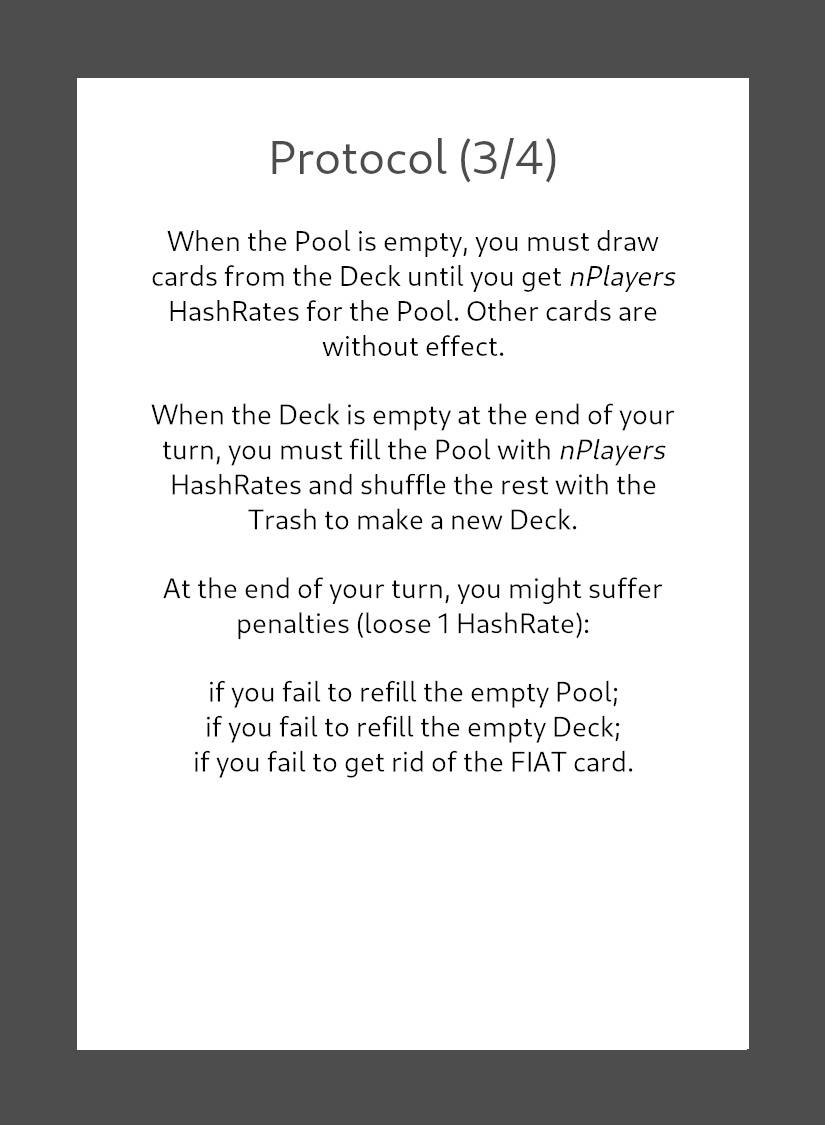 Protocol (3/4)
When the Pool is empty, you must draw
cards from the Deck until you get nPlayers
HashRates for the Pool. Other cards are
without effect.
When the Deck is empty at the end of your
turn, you must fill the Pool with nPlayers
HashRates and shuffle the rest with the
Trash to make a new Deck.
At the end of your turn, you might suffer
penalties (loose 1 HashRate):
if you fail to refill the empty Pool;
if you fail to refill the empty Deck;
if you fail to get rid of the FIAT card.